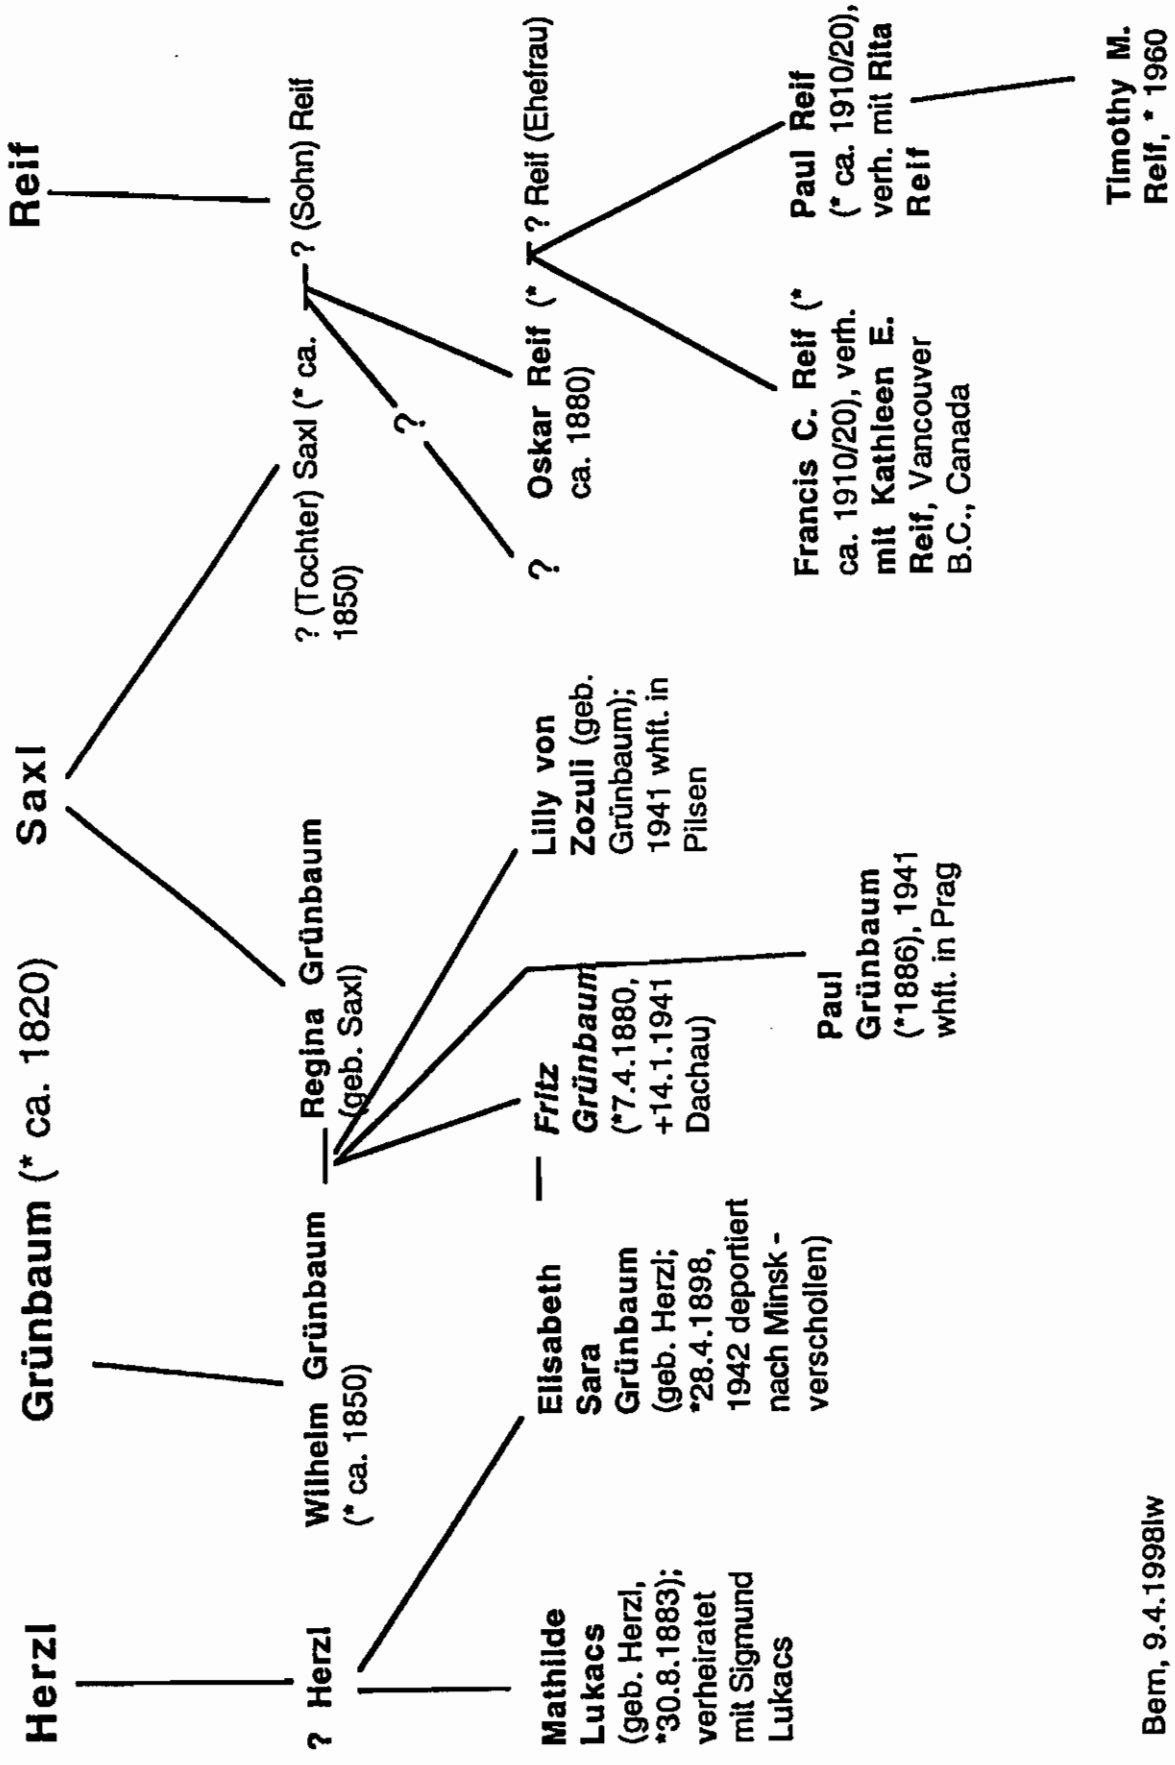 Herzl
Grünbaum (* ca. 1820)
Saxl
Reif
? Herzl
Wilhelm Grünbaum
(* ca. 1850)
Regina Grünbaum
(geb. Saxl)
? (Tochter) Saxl (* ca.
1850)
? (Sohn) Reif
?
Mathilde
Lukacs
(geb. Herzl,
*30.8.1883);
verheiratet
mit Sigmund
Lukacs
Elisabeth
Sara
Grünbaum
(geb. Herzl;
*28.4.1898,
1942 deportiert
nach Minsk -
verschollen)
Fritz
Grünbaum
(*7.4.1880,
+14.1.1941
Dachau)
Lilly von
Zozuli (geb.
Grünbaum);
1941 whft. in
Pilsen
?
Oskar Reif (*
ca. 1880)
? Reif (Ehefrau)
Paul
Grünbaum
(*1886), 1941
whft. in Prag
Francis C. Reif (*
ca. 1910/20), verh.
mit Kathleen E.
Reif, Vancouver
B.C., Canada
Paul Reif
(* ca. 1910/20),
verh. mit Rita
Reif
Timothy M.
Reif, * 1960
Bern, 9.4.1998lw